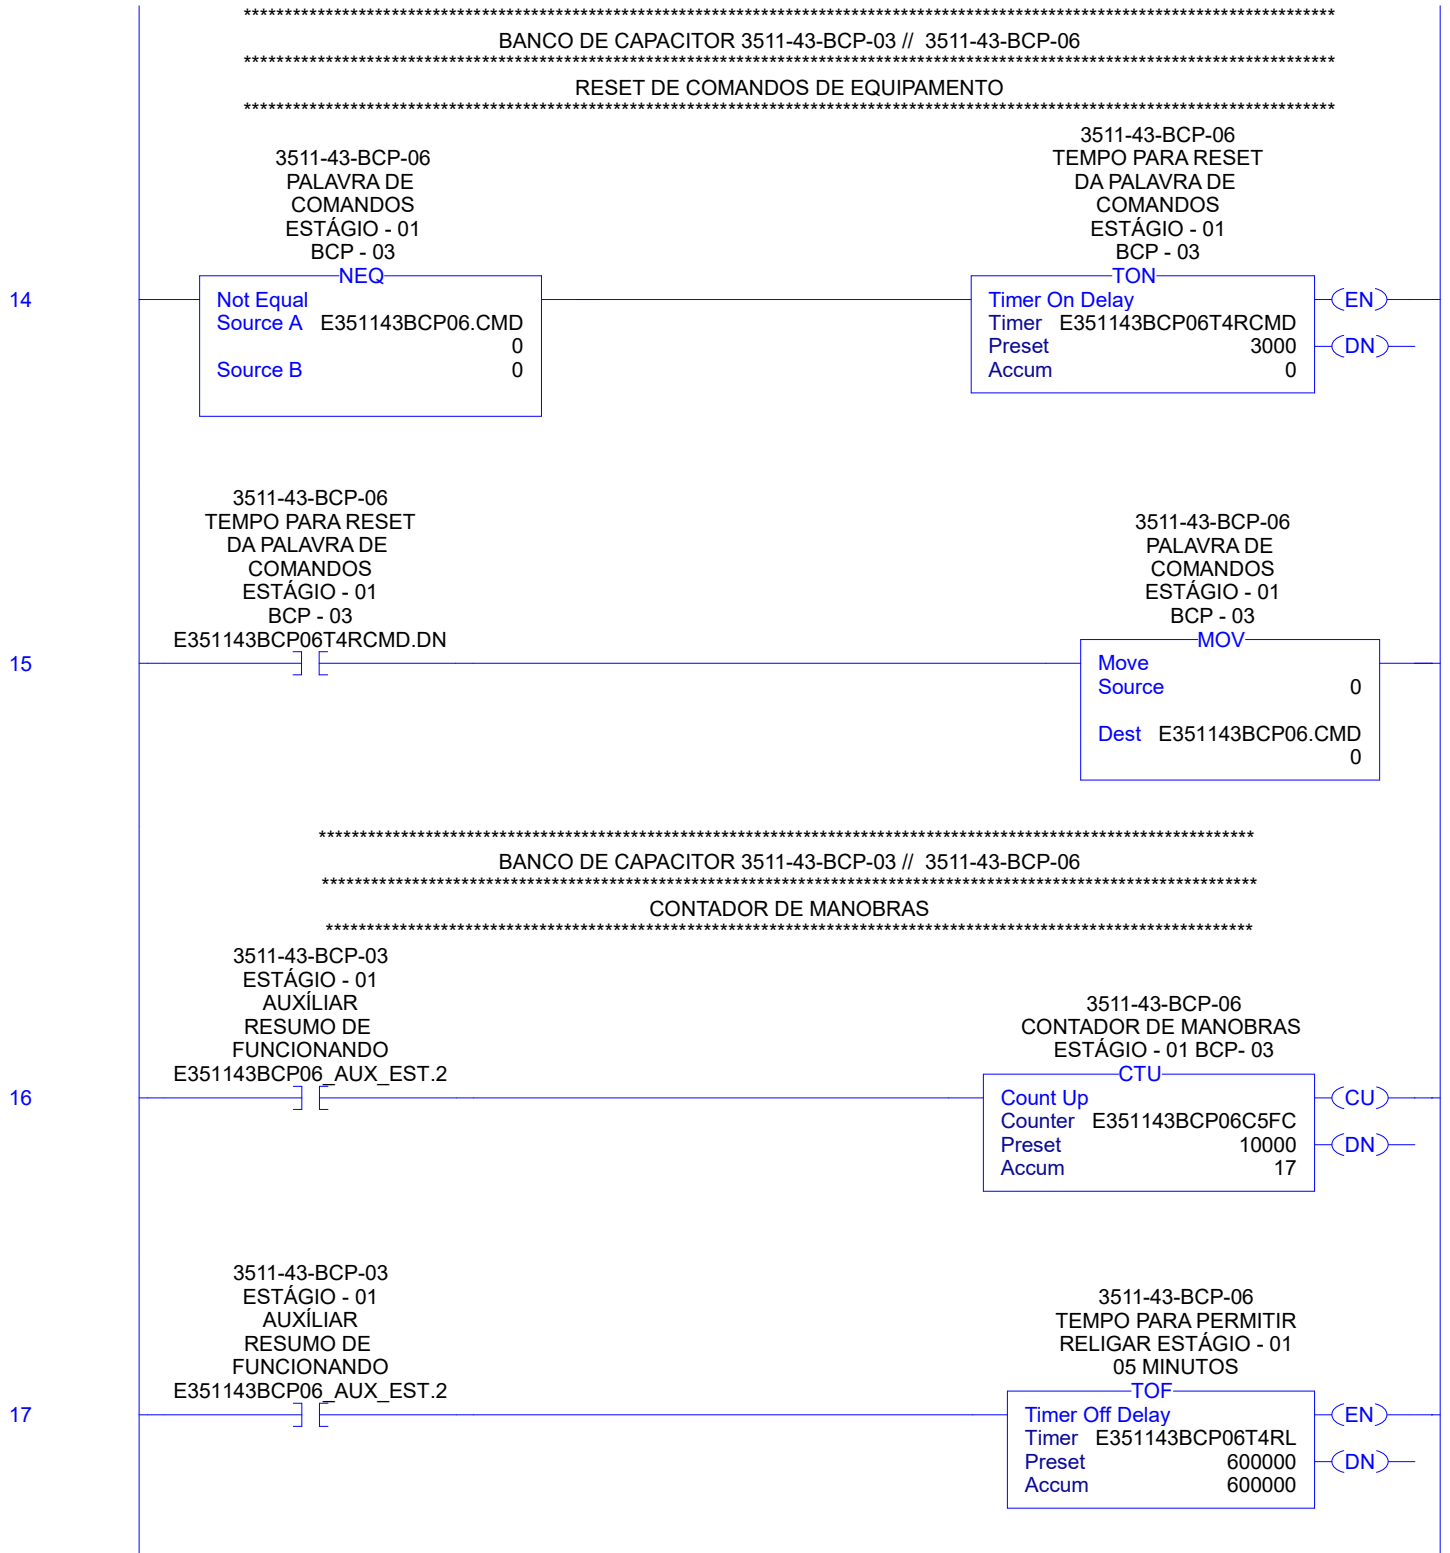 ****************************************************************************************************************************************
BANCO DE CAPACITOR 3511-43-BCP-03 //  3511-43-BCP-06
****************************************************************************************************************************************
RESET DE COMANDOS DE EQUIPAMENTO
****************************************************************************************************************************************
3511-43-BCP-06
PALAVRA DE
COMANDOS
ESTÁGIO - 01
BCP - 03
NEQ
Not Equal
Source A E351143BCP06.CMD
0
Source B 0
3511-43-BCP-06
TEMPO PARA RESET
DA PALAVRA DE
COMANDOS
ESTÁGIO - 01
BCP - 03
TON
Timer On Delay
Timer E351143BCP06T4RCMD
Preset 3000
Accum 0
EN
DN
14
3511-43-BCP-06
TEMPO PARA RESET
DA PALAVRA DE
COMANDOS
ESTÁGIO - 01
BCP - 03
E351143BCP06T4RCMD.DN
3511-43-BCP-06
PALAVRA DE
COMANDOS
ESTÁGIO - 01
BCP - 03
MOV
Move
Source 0
Dest E351143BCP06.CMD
0
15
********************************************************************************************************************
BANCO DE CAPACITOR 3511-43-BCP-03 //  3511-43-BCP-06
********************************************************************************************************************
CONTADOR DE MANOBRAS
*******************************************************************************************************************
3511-43-BCP-03
ESTÁGIO - 01
AUXÍLIAR
RESUMO DE
FUNCIONANDO
E351143BCP06_AUX_EST.2
3511-43-BCP-06
CONTADOR DE MANOBRAS
ESTÁGIO - 01 BCP- 03
CTU
Count Up
Counter E351143BCP06C5FC
Preset 10000
Accum 17
CU
DN
16
3511-43-BCP-03
ESTÁGIO - 01
AUXÍLIAR
RESUMO DE
FUNCIONANDO
E351143BCP06_AUX_EST.2
3511-43-BCP-06
TEMPO PARA PERMITIR
RELIGAR ESTÁGIO - 01
05 MINUTOS
TOF
Timer Off Delay
Timer E351143BCP06T4RL
Preset 600000
Accum 600000
EN
DN
17